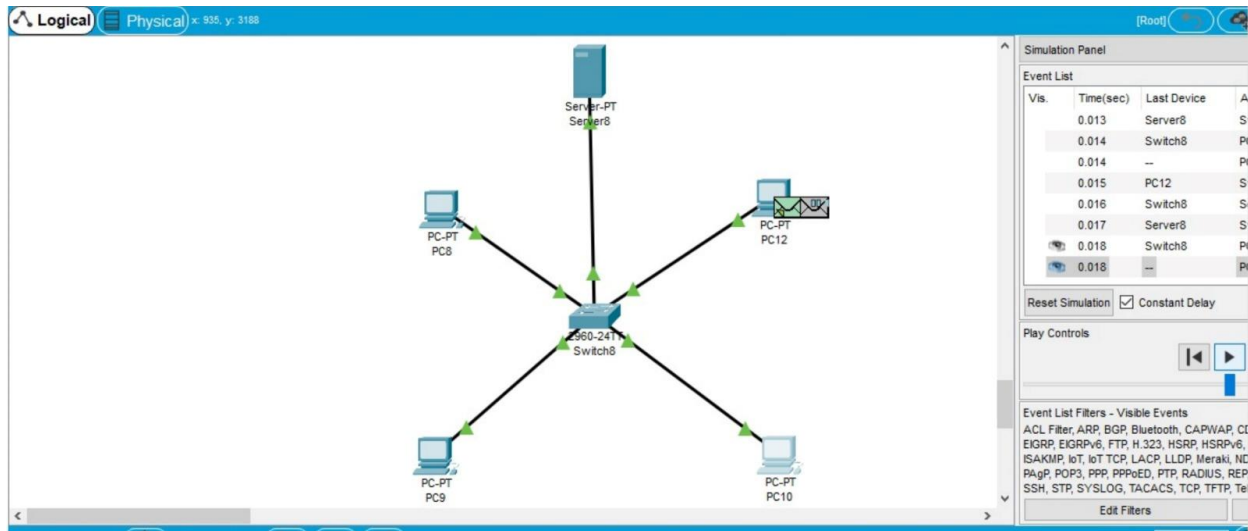 Logical Physical x: 935, y: 3188 [Root]
Server-PT
Server8
PC-PT
PC8
PC-PT
PC12
2960-24TT
Switch8
PC-PT
PC9
PC-PT
PC10
Simulation Panel
Event List
Vis. Time(sec) Last Device A
0.013 Server8 S
0.014 Switch8 P
0.014 -- P
0.015 PC12 S
0.016 Switch8 S
0.017 Server8 S
0.018 Switch8 P
0.018 -- P
Reset Simulation Constant Delay
Play Controls
Event List Filters - Visible Events
ACL Filter, ARP, BGP, Bluetooth, CAPWAP,
EIGRP, EIGRPv6, FTP, H.323, HSRP, HSRPv6,
ISAKMP, IoT, IoT TCP, LACP, LLDP, Meraki,
PAgP, POP3, PPP, PPPoED, PTP, RADIUS, REP
SSH, STP, SYSLOG, TACACS, TCP, TFTP,
Edit Filters